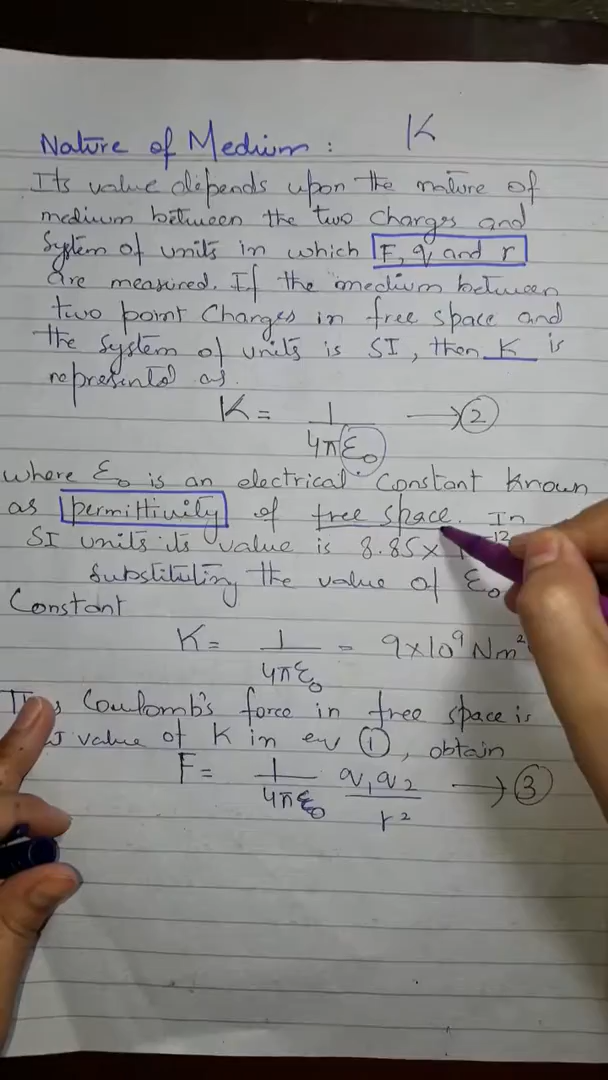 Nature of Medium: K
Its value depends upon the nature of
medium between the two Charges and
System of units in which F, q and r
are measured. If the medium between
two point Charges in free space and
the System of units is SI, then K is
represented as.
K = 1/4πε₀ → ②
where ε₀ is an electrical Constant known
as permittivity of free space. In
SI units its value is 8.85×
Substituting the value of ε₀
Constant
K = 1/4πε₀ = 9×10⁹ Nm²
Coulomb's force in free space is
value of K in eq ①, obtain
F = 1/4πε₀ q₁q₂/r² → ③